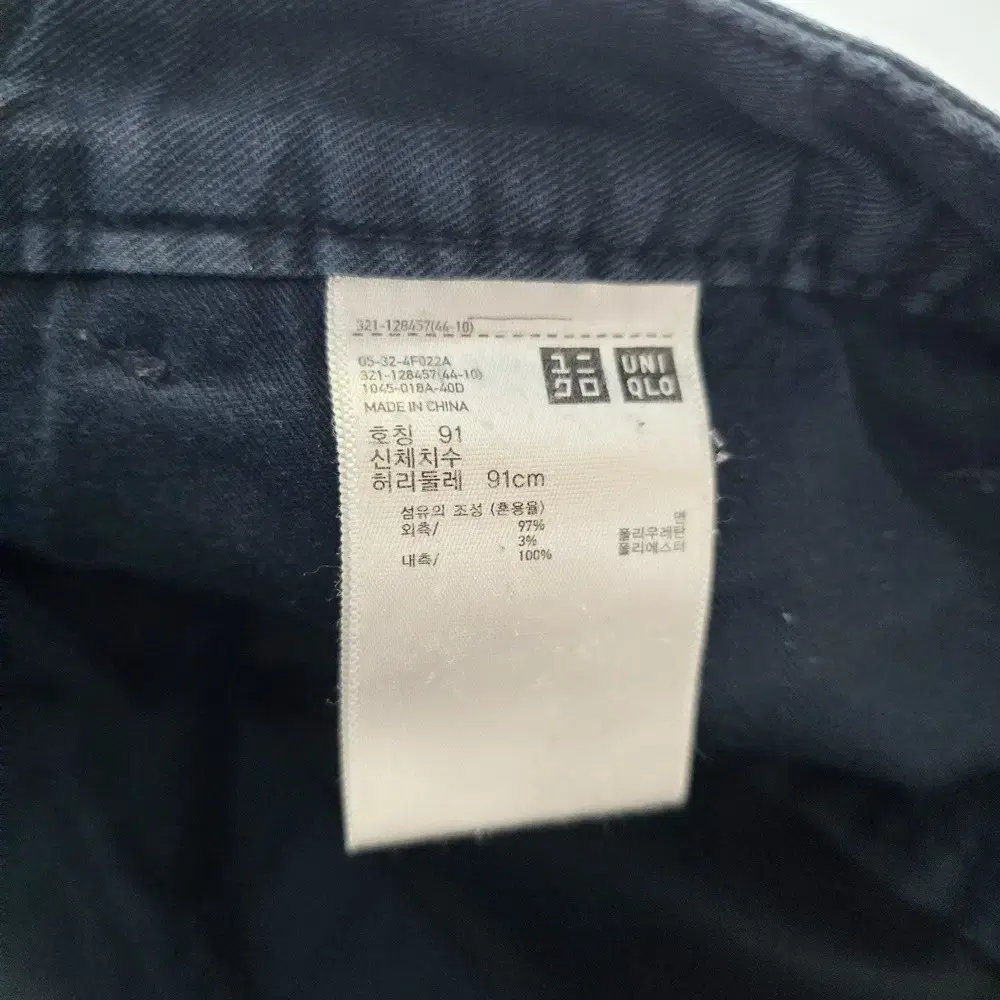 321-128457(44-10)
05-32-4F022A
321-128457(44-10)
1045-018A-40D
MADE IN CHINA
ユニ
クロ
UNI
QLO
호칭 91
신체치수
허리둘레 91cm
섬유의 조성 (혼용율)
외측/ 97% 면
3% 폴리우레탄
내측/ 100% 폴리에스터